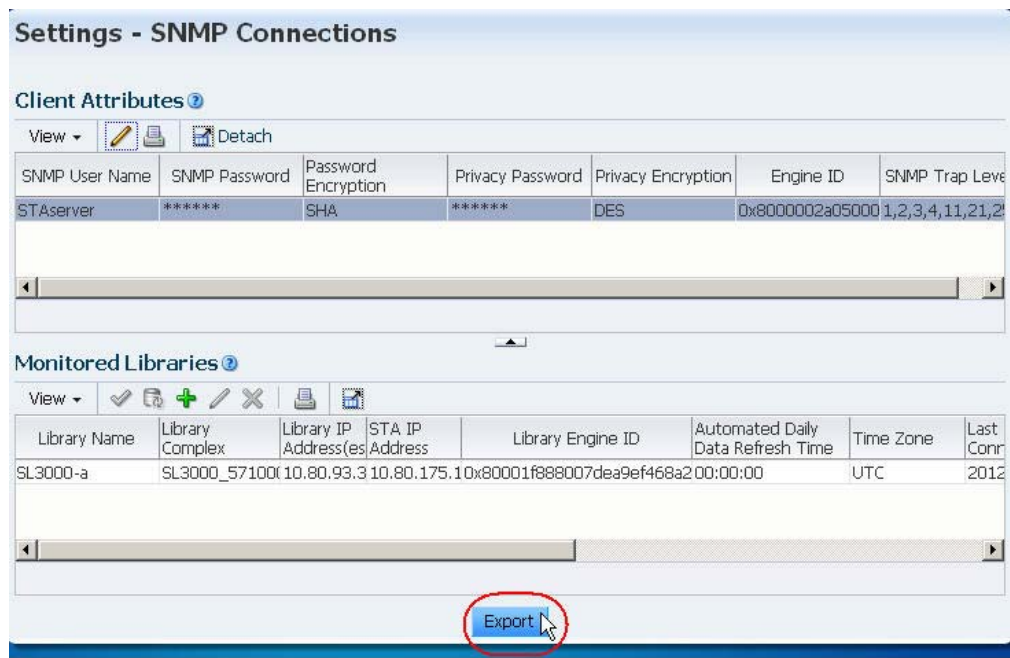 Settings - SNMP Connections
Client Attributes
View
Detach
SNMP User Name SNMP Password Password Encryption Privacy Password Privacy Encryption Engine ID SNMP Trap Leve
STAserver ****** SHA ****** DES 0x8000002a05000 1,2,3,4,11,21,2
Monitored Libraries
View
Library Name Library Complex Library IP Address(es STA IP Address Library Engine ID Automated Daily Data Refresh Time Time Zone Last Conn
SL3000-a SL3000_57100 10.80.93.3 10.80.175.1 0x80001f888007dea9ef468a2 00:00:00 UTC 2012
Export